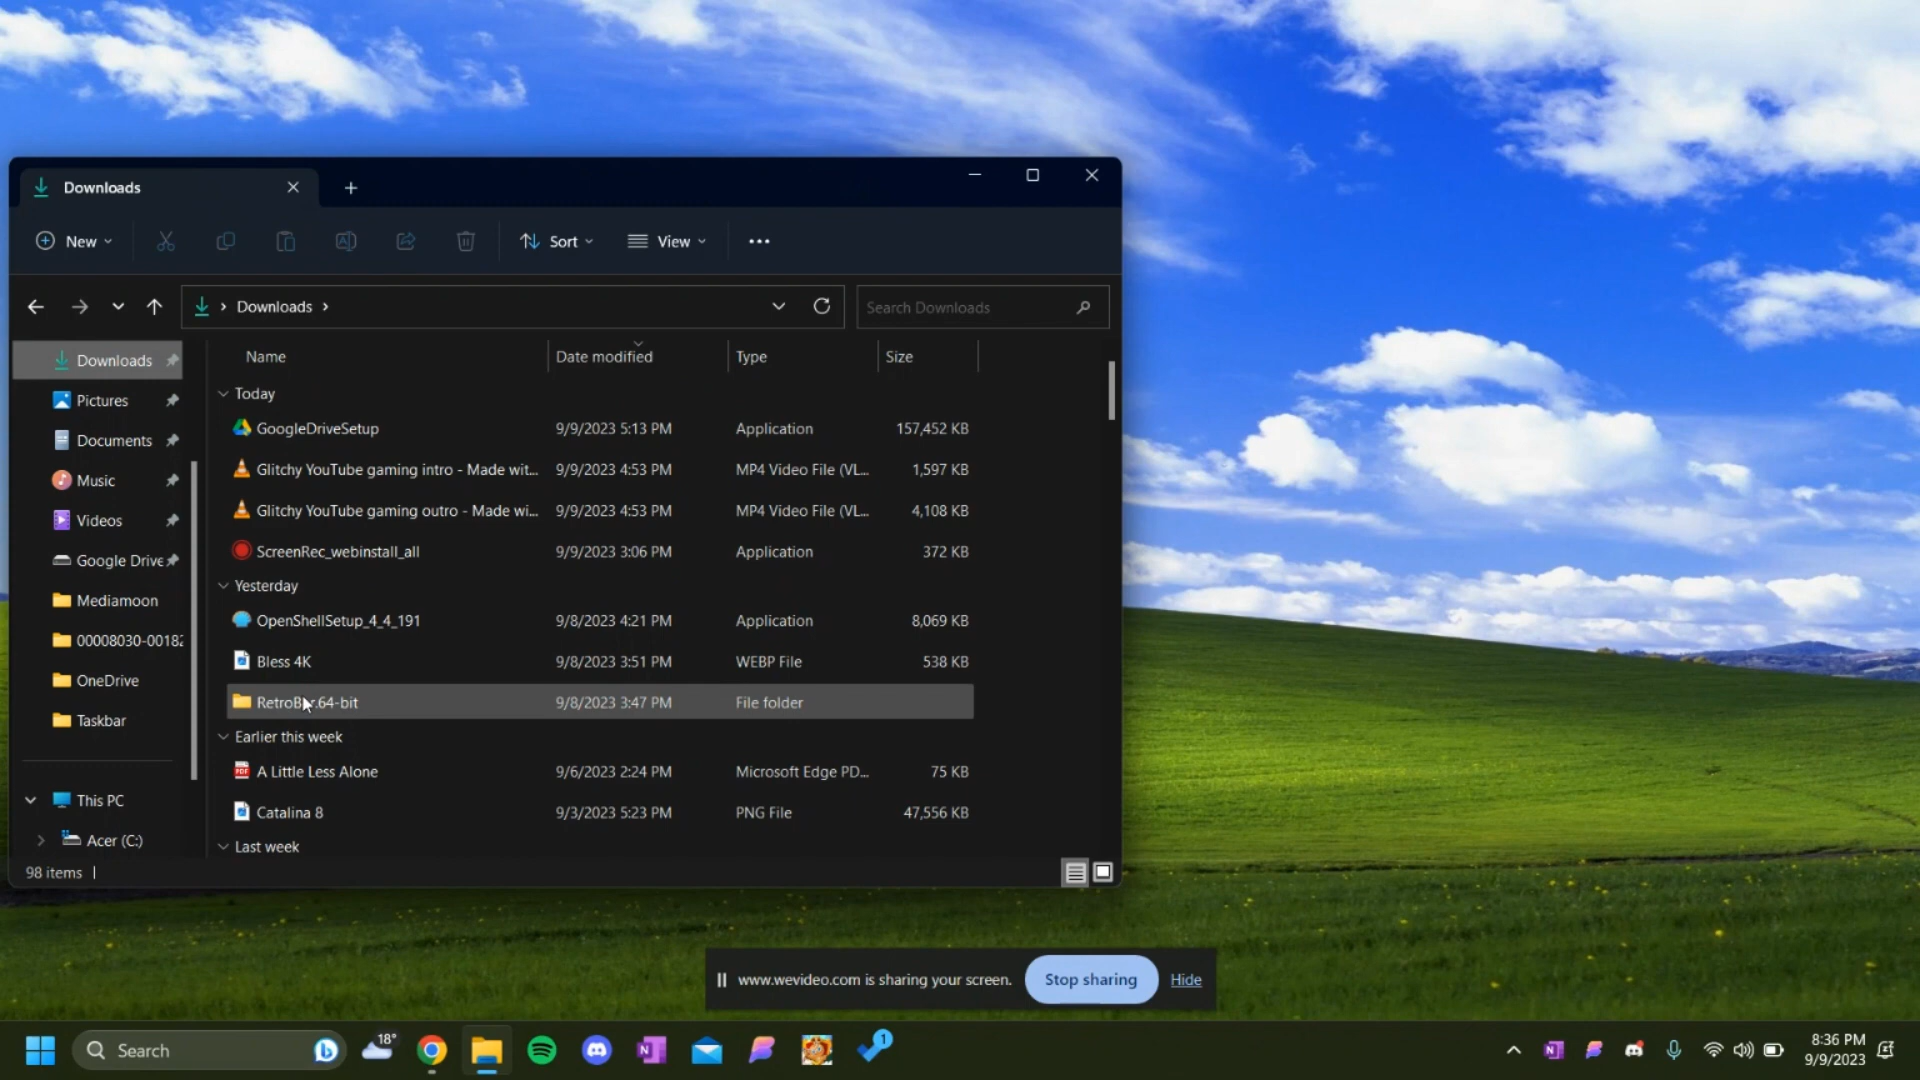 Downloads
New
Sort
View
Downloads
Search Downloads
Downloads
Pictures
Documents
Music
Videos
Google Drive
Mediamoon
00008030-00182
OneDrive
Taskbar
This PC
Acer (C:)
Name Date modified Type Size
Today
GoogleDriveSetup 9/9/2023 5:13 PM Application 157,452 KB
Glitchy YouTube gaming intro - Made wit... 9/9/2023 4:53 PM MP4 Video File (VL... 1,597 KB
Glitchy YouTube gaming outro - Made wi... 9/9/2023 4:53 PM MP4 Video File (VL... 4,108 KB
ScreenRec_webinstall_all 9/9/2023 3:06 PM Application 372 KB
Yesterday
OpenShellSetup_4_4_191 9/8/2023 4:21 PM Application 8,069 KB
Bless 4K 9/8/2023 3:51 PM WEBP File 538 KB
RetroBar.64-bit 9/8/2023 3:47 PM File folder
Earlier this week
A Little Less Alone 9/6/2023 2:24 PM Microsoft Edge PD... 75 KB
Catalina 8 9/3/2023 5:23 PM PNG File 47,556 KB
Last week
98 items
www.wevideo.com is sharing your screen. Stop sharing Hide
Search
18°
1
8:36 PM
9/9/2023